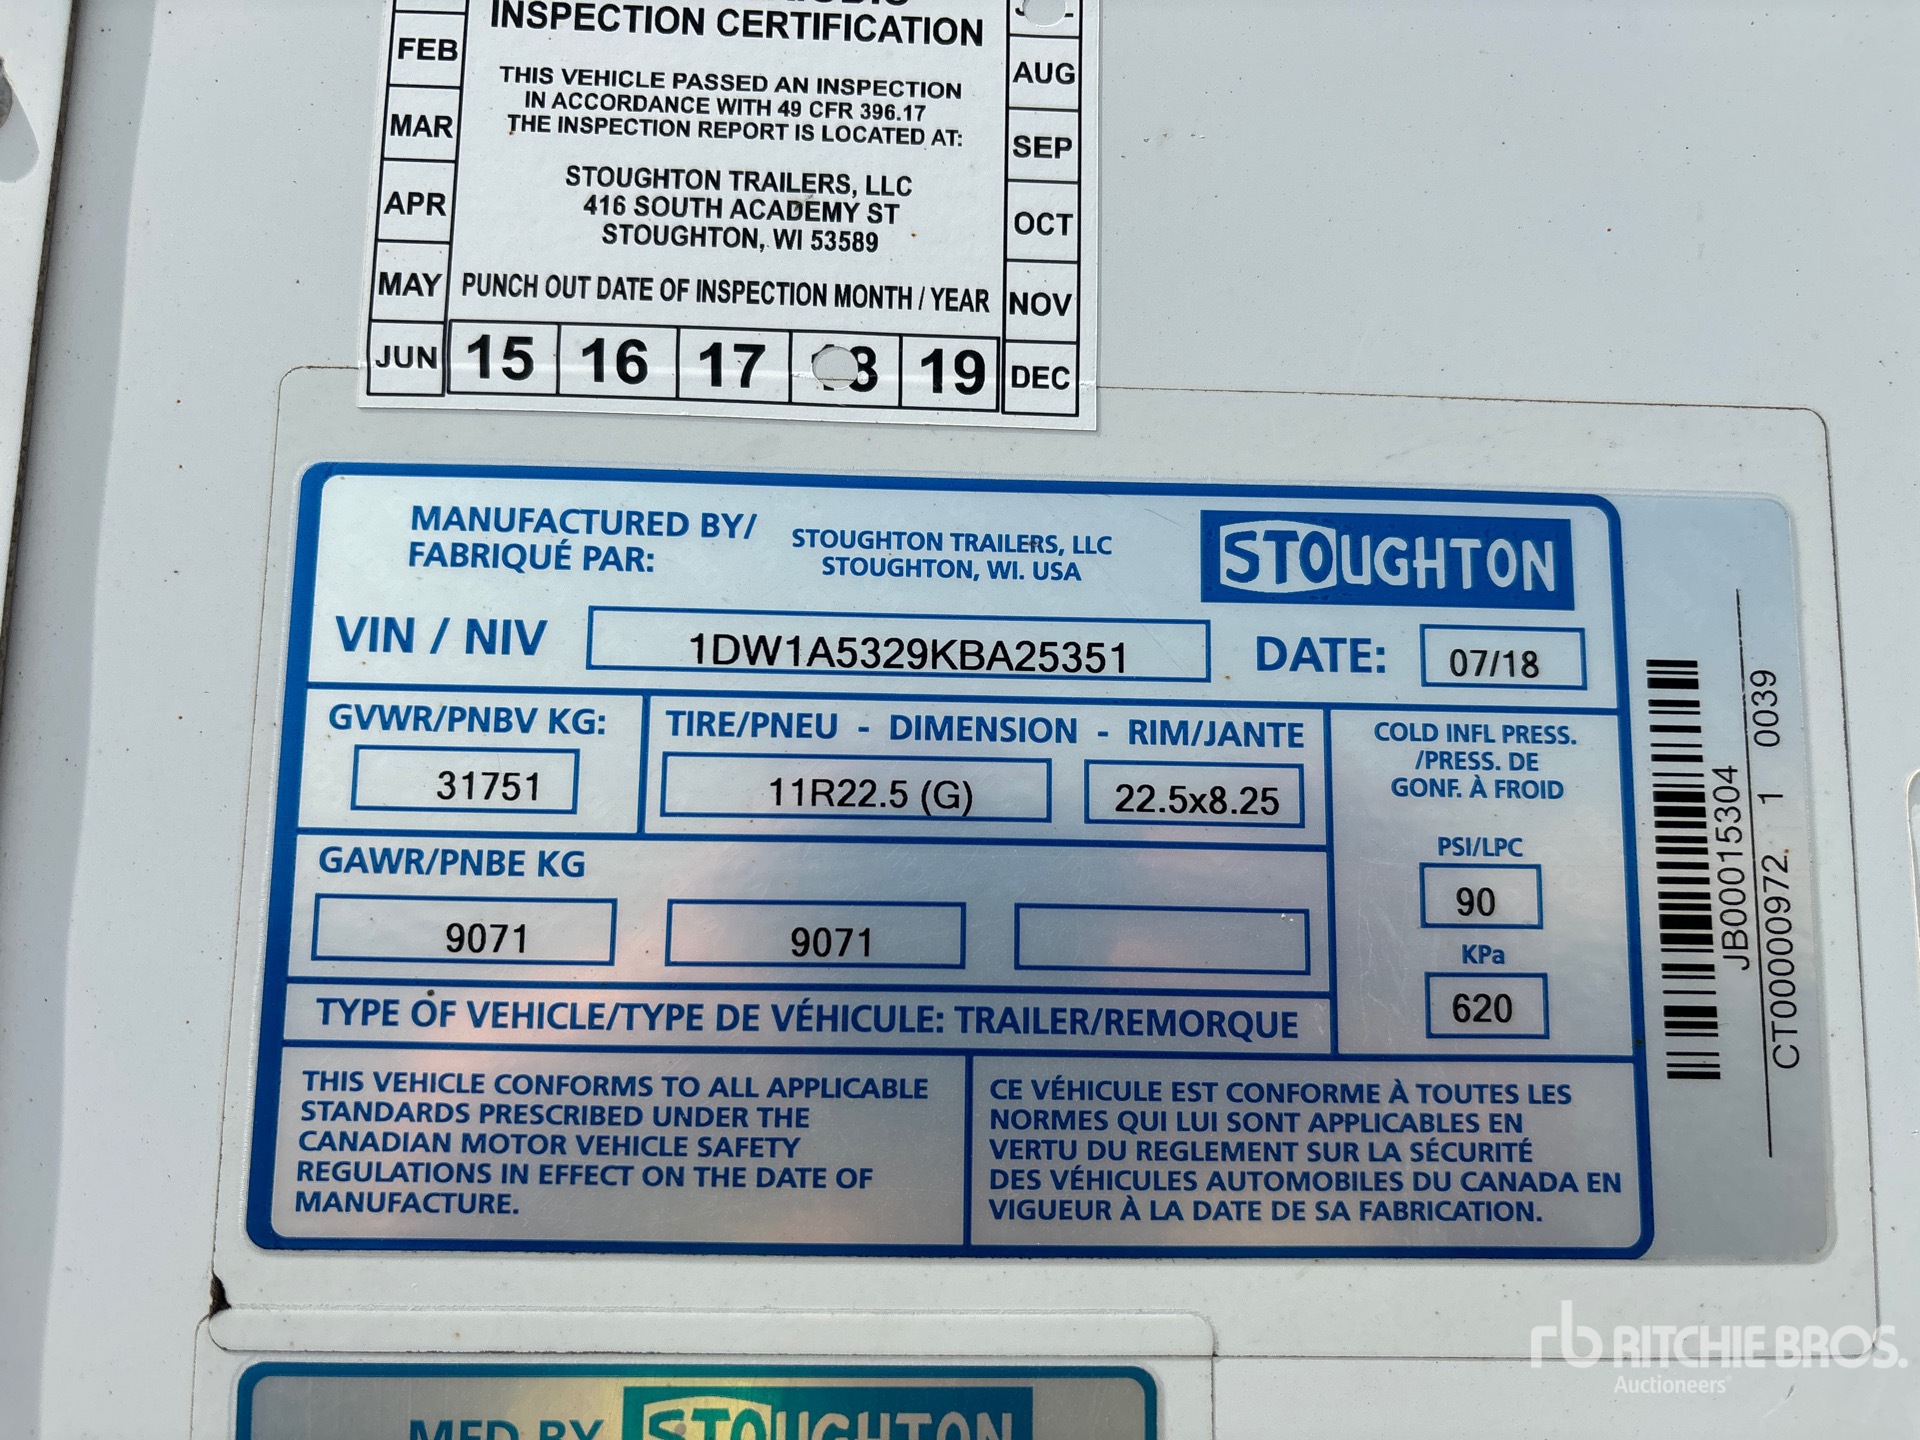 INSPECTION CERTIFICATION
THIS VEHICLE PASSED AN INSPECTION
IN ACCORDANCE WITH 49 CFR 396.17
THE INSPECTION REPORT IS LOCATED AT:
STOUGHTON TRAILERS, LLC
416 SOUTH ACADEMY ST
STOUGHTON, WI 53589
PUNCH OUT DATE OF INSPECTION MONTH / YEAR
FEB
MAR
APR
MAY
JUN
15 16 17 18 19
AUG
SEP
OCT
NOV
DEC
MANUFACTURED BY/
FABRIQUÉ PAR:
STOUGHTON TRAILERS, LLC
STOUGHTON, WI. USA
STOUGHTON
VIN / NIV 1DW1A5329KBA25351 DATE: 07/18
GVWR/PNBV KG:
31751
TIRE/PNEU - DIMENSION - RIM/JANTE
11R22.5 (G) 22.5x8.25
COLD INFL PRESS.
/PRESS. DE
GONF. À FROID
PSI/LPC
90
KPa
620
GAWR/PNBE KG
9071 9071
TYPE OF VEHICLE/TYPE DE VÉHICULE: TRAILER/REMORQUE
THIS VEHICLE CONFORMS TO ALL APPLICABLE
STANDARDS PRESCRIBED UNDER THE
CANADIAN MOTOR VEHICLE SAFETY
REGULATIONS IN EFFECT ON THE DATE OF
MANUFACTURE.
CE VÉHICULE EST CONFORME À TOUTES LES
NORMES QUI LUI SONT APPLICABLES EN
VERTU DU REGLEMENT SUR LA SÉCURITÉ
DES VÉHICULES AUTOMOBILES DU CANADA EN
VIGUEUR À LA DATE DE SA FABRICATION.
JB00015304
CT00000972 1 0039
MFD BY STOUGHTON
rb RITCHIE BROS.
Auctioneers